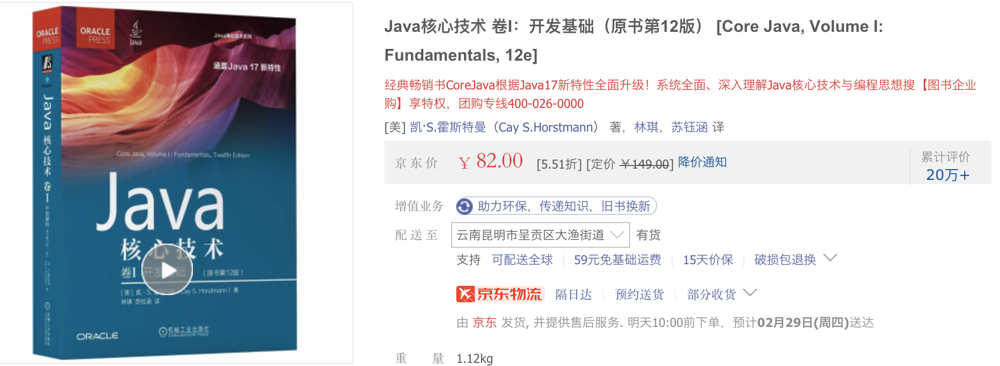 ORACLE
PRESS
Java 核心技术 卷I
ORACLE
PRESS
Java
Java核心技术系列
涵盖Java 17 新特性
Core Java, Volume I : Fundamentals, Twelfth Edition
Java
核心技术
卷I 开发基础 （原书第12版）
[美] 凯·S. 霍斯特曼（Cay S. Horstmann）著
林琪 苏钰涵 译
ORACLE
机械工业出版社
CHINA MACHINE PRESS
Java核心技术 卷I：开发基础（原书第12版） [Core Java, Volume I:
Fundamentals, 12e]
经典畅销书CoreJava根据Java17新特性全面升级！系统全面、深入理解Java核心技术与编程思想搜【图书企业
购】享特权，团购专线400-026-0000
[美] 凯·S.霍斯特曼（Cay S.Horstmann） 著，林琪，苏钰涵 译
京东价 ￥82.00 [5.51折] [定价 ￥149.00] 降价通知
累计评价
20万+
增值业务 助力环保，传递知识，旧书换新
配送至 云南昆明市呈贡区大渔街道 有货
支持 可配送全球 59元免基础运费 15天价保 破损包退换
京东物流 隔日达 预约送货 部分收货
由 京东 发货, 并提供售后服务. 明天10:00前下单，预计02月29日(周四)送达
重量 1.12kg